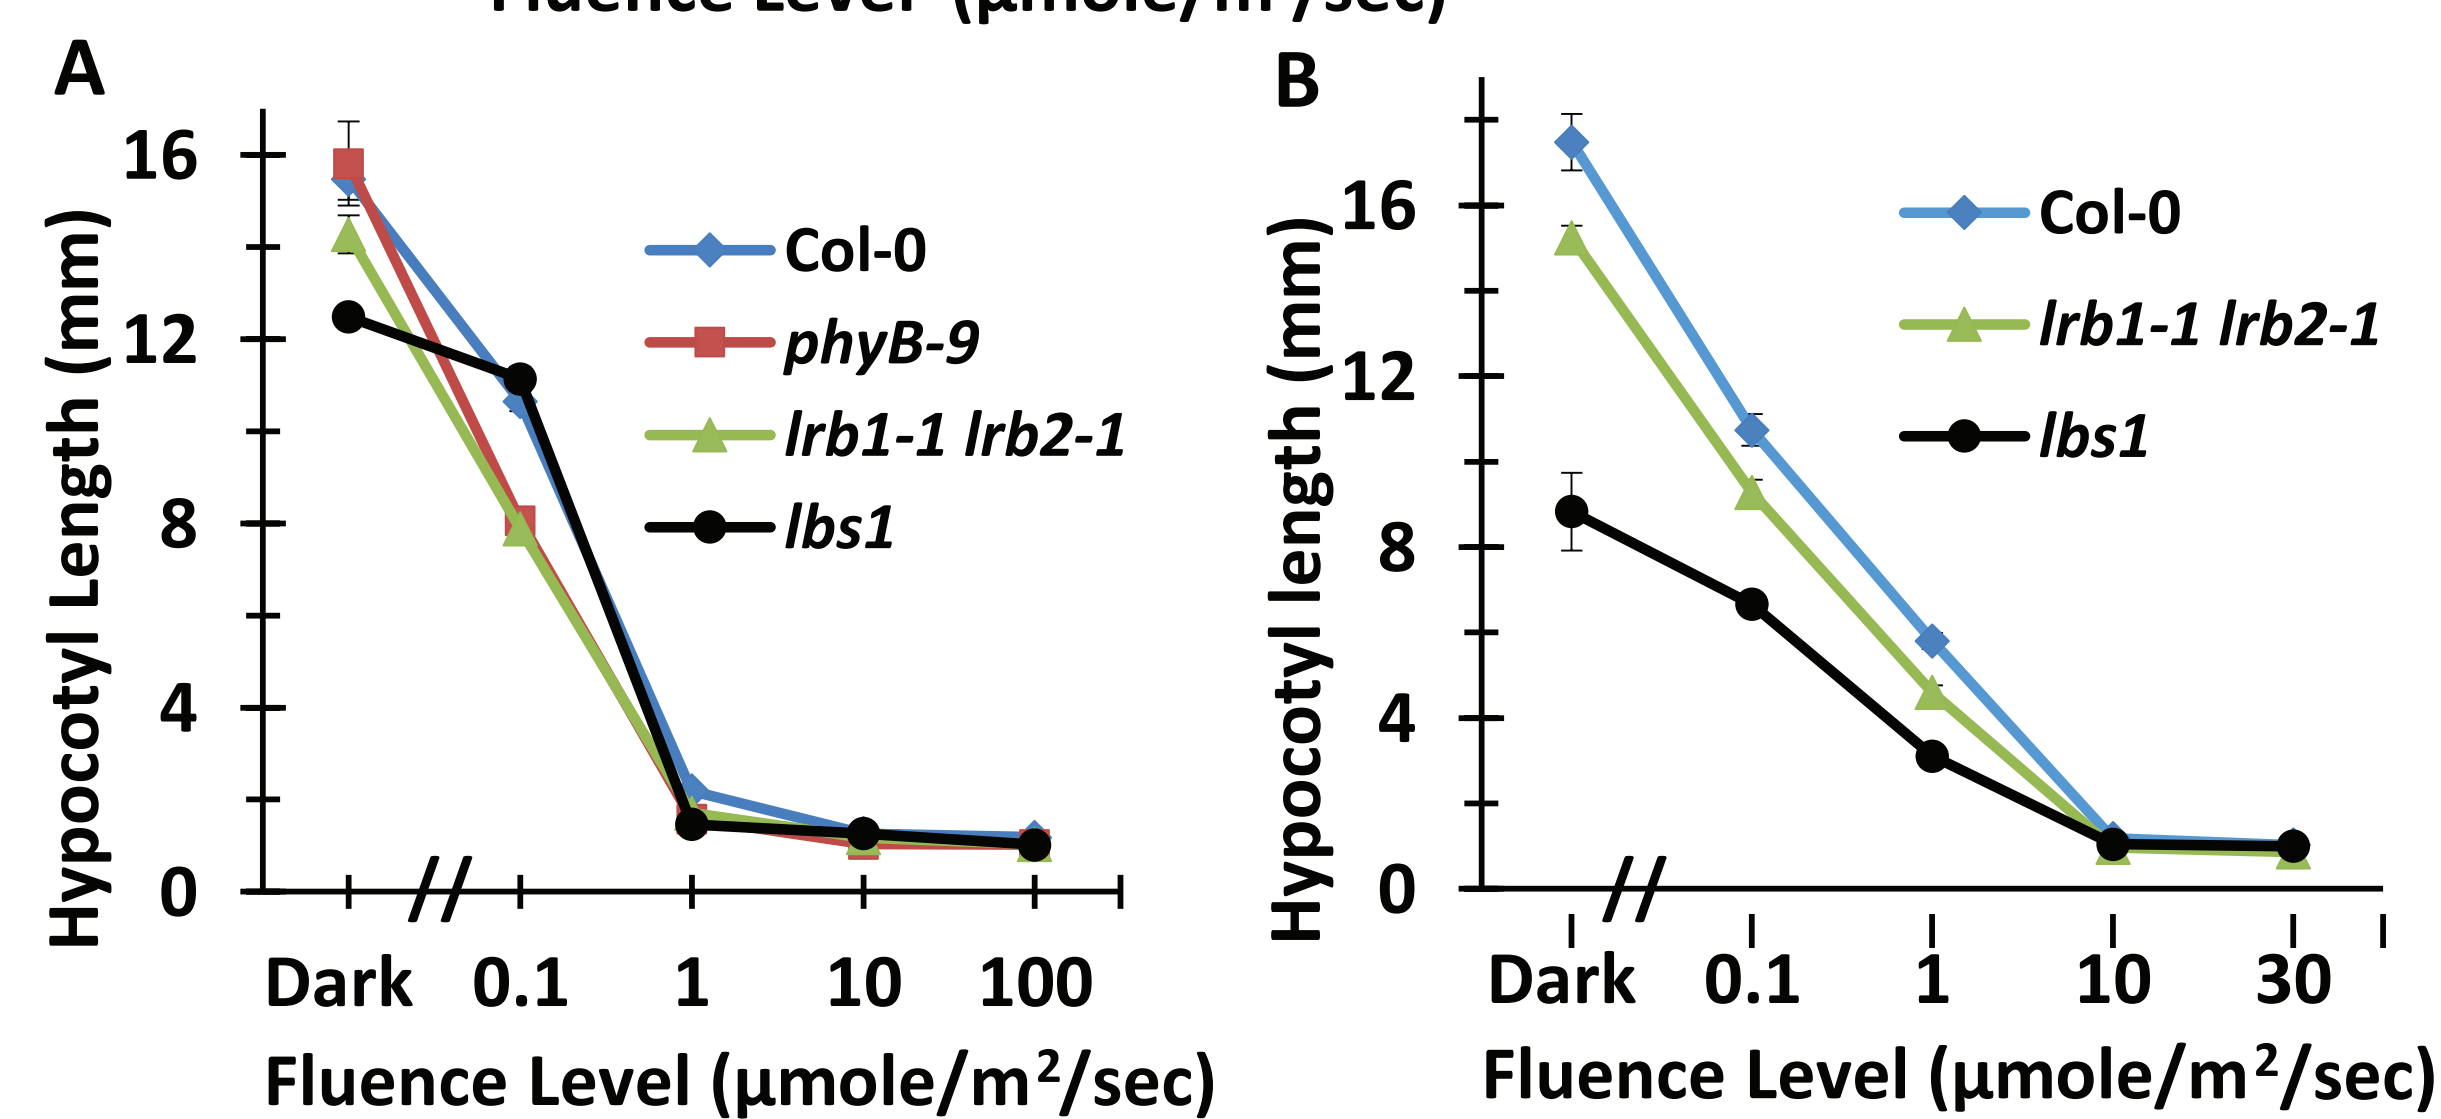 Fluence Level (μmole/m²/sec)
A
Hypocotyl Length (mm)
16
12
8
4
0
Col-0
phyB-9
lrb1-1 lrb2-1
lbs1
Dark 0.1 1 10 100
Fluence Level (μmole/m²/sec)
B
Hypocotyl length (mm)
16
12
8
4
0
Col-0
lrb1-1 lrb2-1
lbs1
Dark 0.1 1 10 30
Fluence Level (μmole/m²/sec)